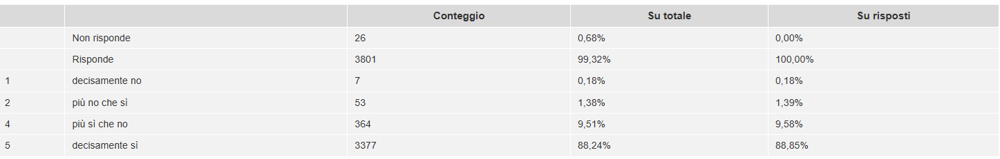 Conteggio Su totale Su risposti
Non risponde 26 0,68% 0,00%
Risponde 3801 99,32% 100,00%
1 decisamente no 7 0,18% 0,18%
2 più no che sì 53 1,38% 1,39%
4 più sì che no 364 9,51% 9,58%
5 decisamente sì 3377 88,24% 88,85%